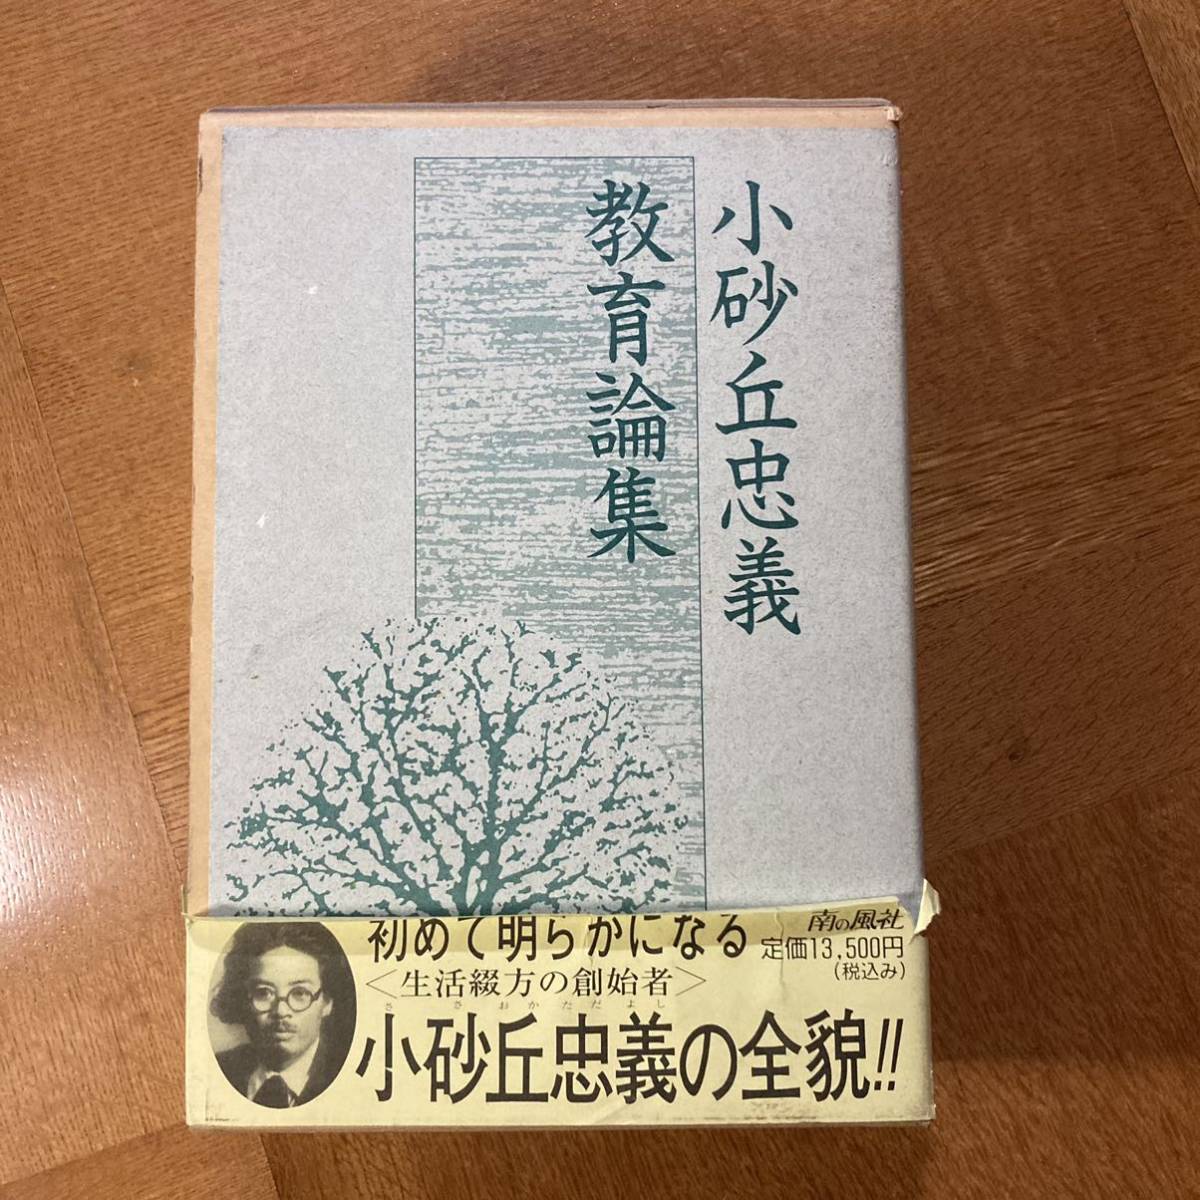 小砂丘忠義
教育論集
初めて明らかになる
<生活綴方の創始者>
さ さ おか ただ よし
小砂丘忠義の全貌!!
南の風社
定価13,500円
(税込み)